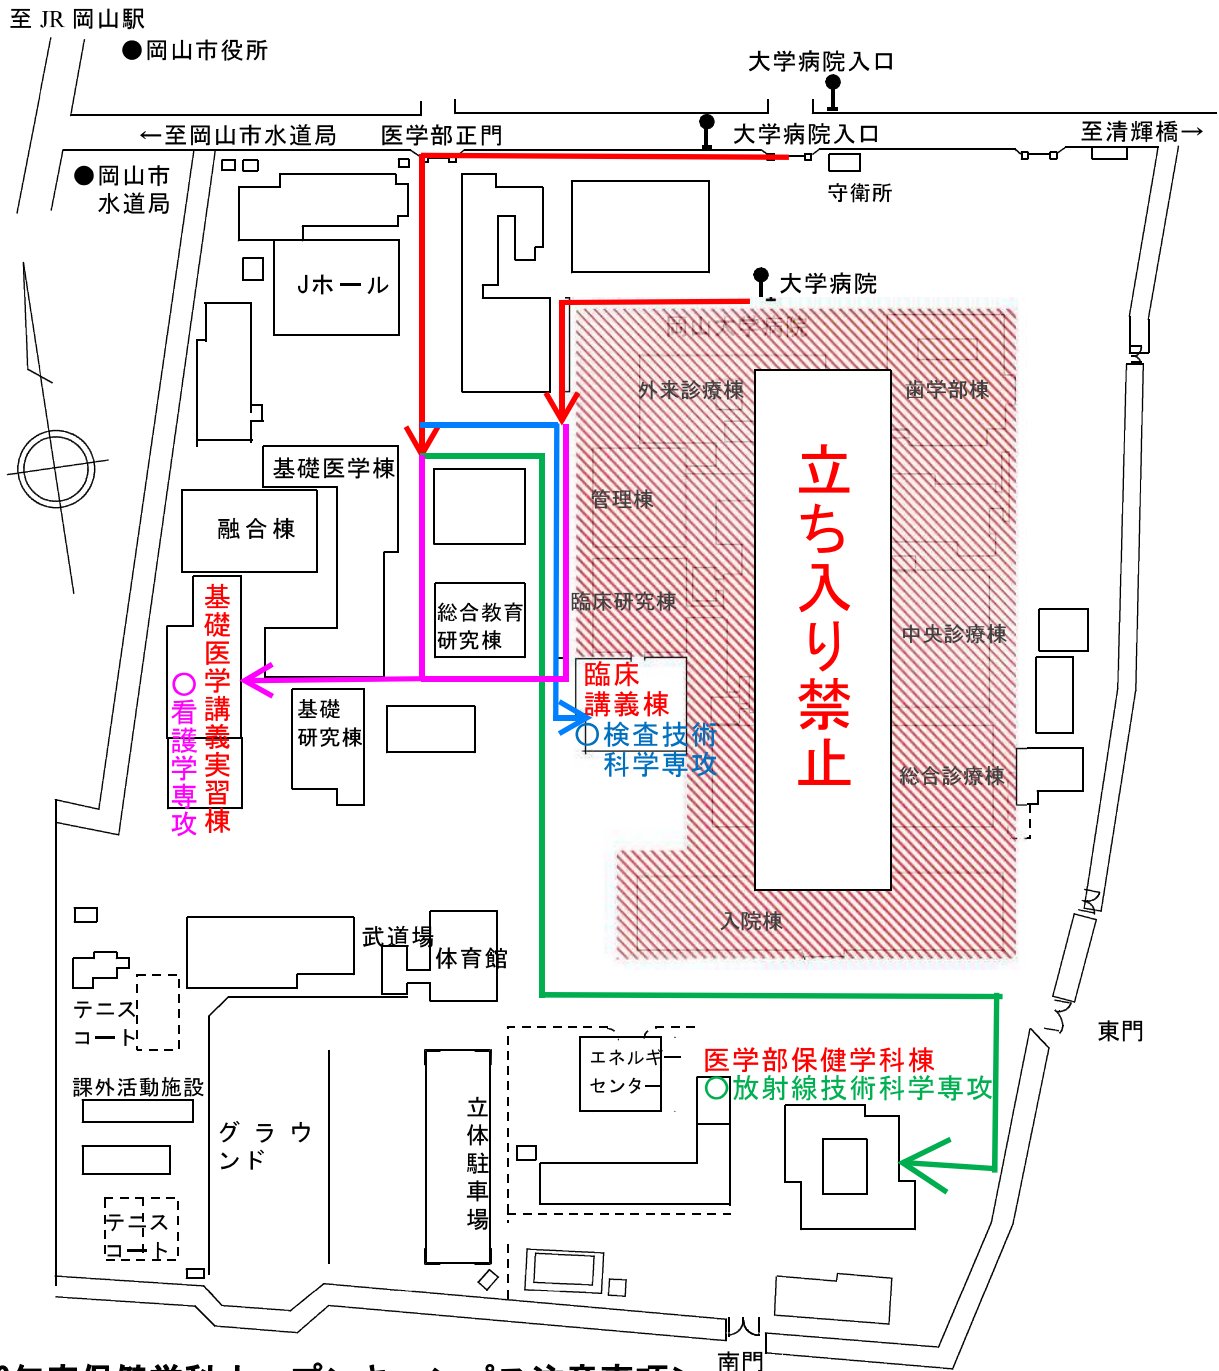 至 JR 岡山駅
●岡山市役所
大学病院入口
←至岡山市水道局
医学部正門
大学病院入口
至清輝橋→
●岡山市
水道局
守衛所
Jホール
大学病院
岡山大学病院
外来診療棟
歯学部棟
基礎医学棟
管理棟
融合棟
立ち入り禁止
臨床研究棟
総合教育
研究棟
中央診療棟
基礎医学講義実習棟
○看護学専攻
臨床
講義棟
○検査技術
科学専攻
基礎
研究棟
総合診療棟
入院棟
武道場
体育館
テニス
コート
東門
エネルギー
センター
医学部保健学科棟
○放射線技術科学専攻
課外活動施設
グラウ
ンド
立体駐車場
テニス
コート
南門